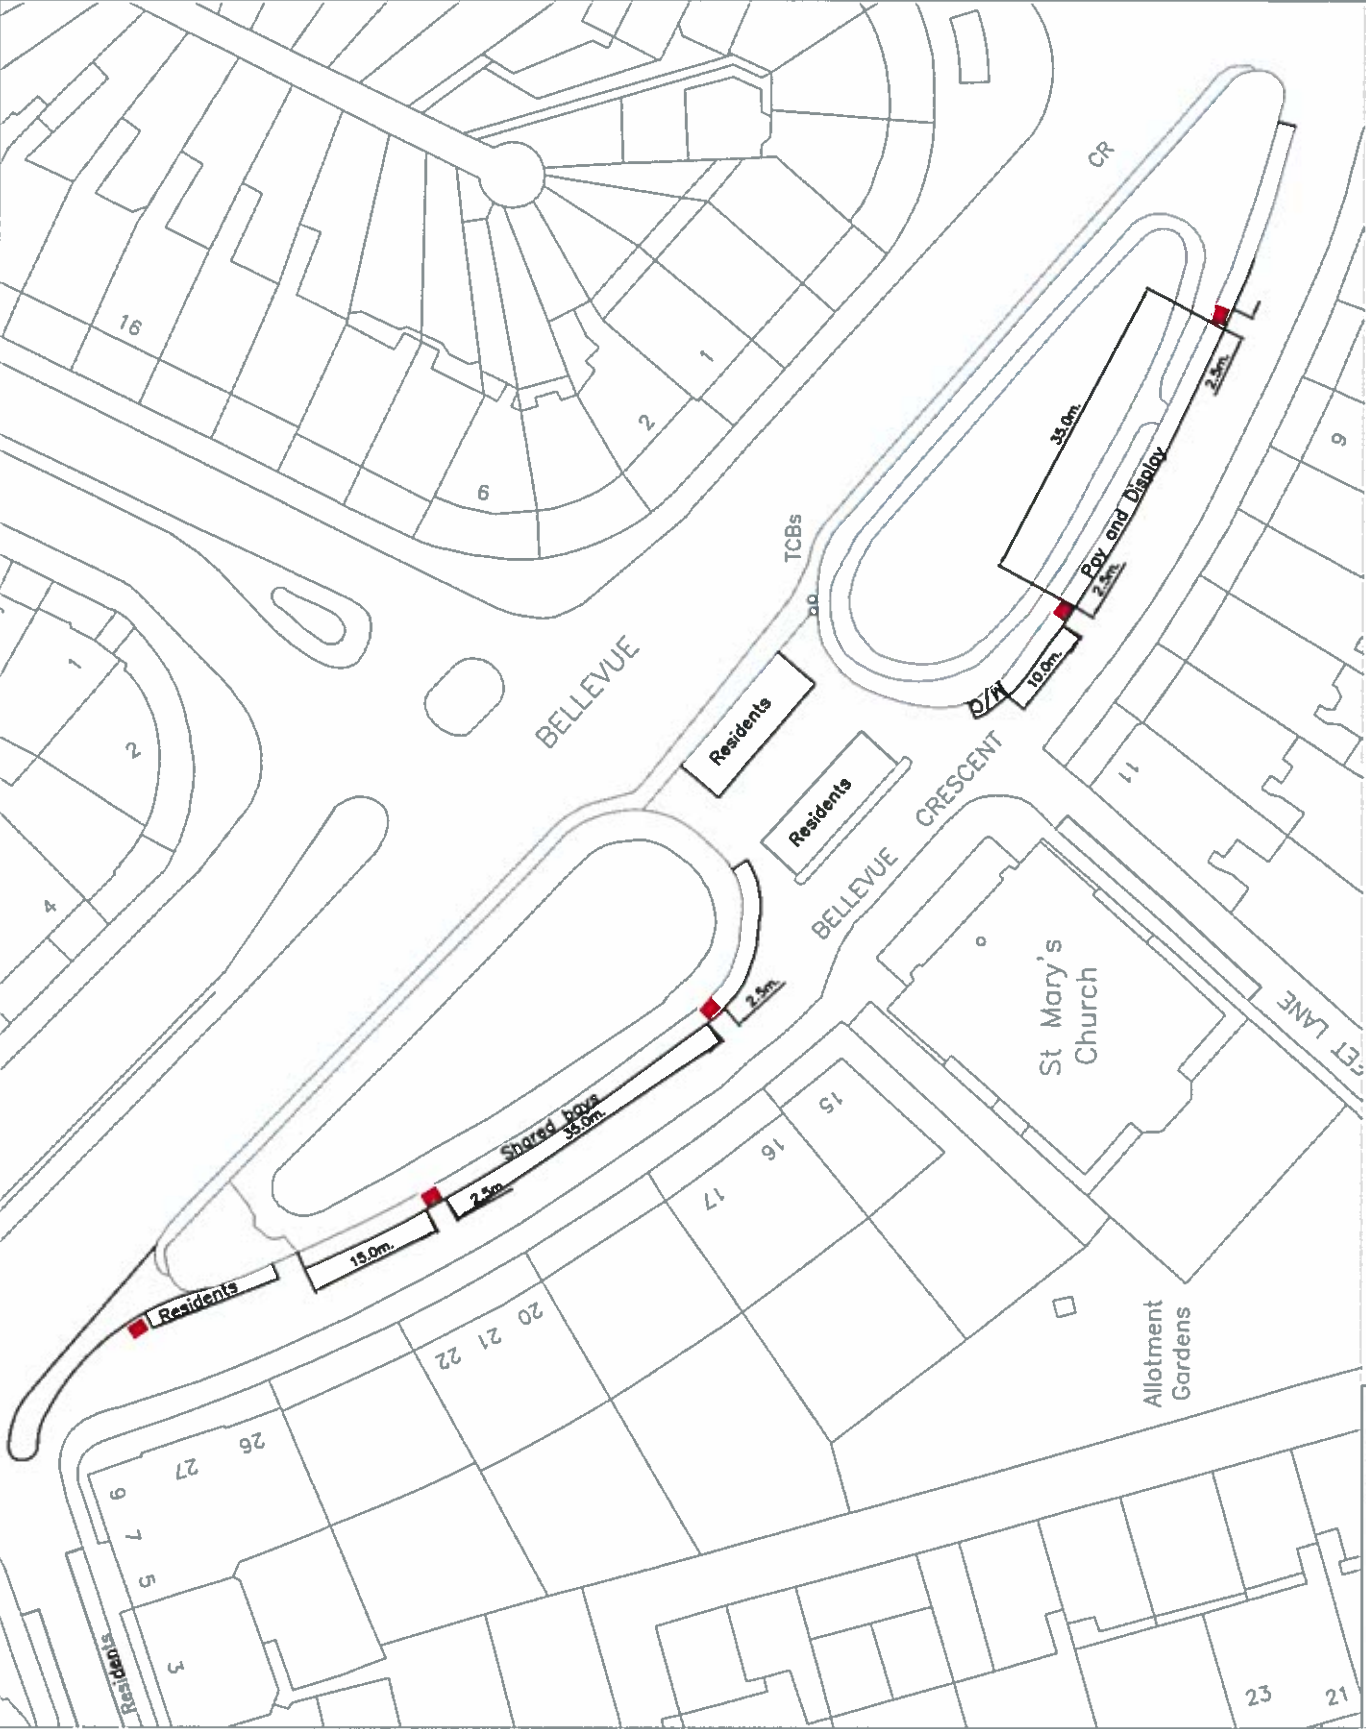 CR
16
1
2
6
35.0m.
2.5m.
9
Pay and Display
TCBs
2.5m.
1
BELLEVUE
10.0m.
M/C
Residents
2
Residents
CRESCENT
11
4
BELLEVUE
St Mary's
Church
2.5m.
15
16
17
Shared bays
35.0m.
2.5m.
15.0m.
Residents
20
21
22
Allotment
Gardens
26
27
9
7
5
3
Residents
23
21